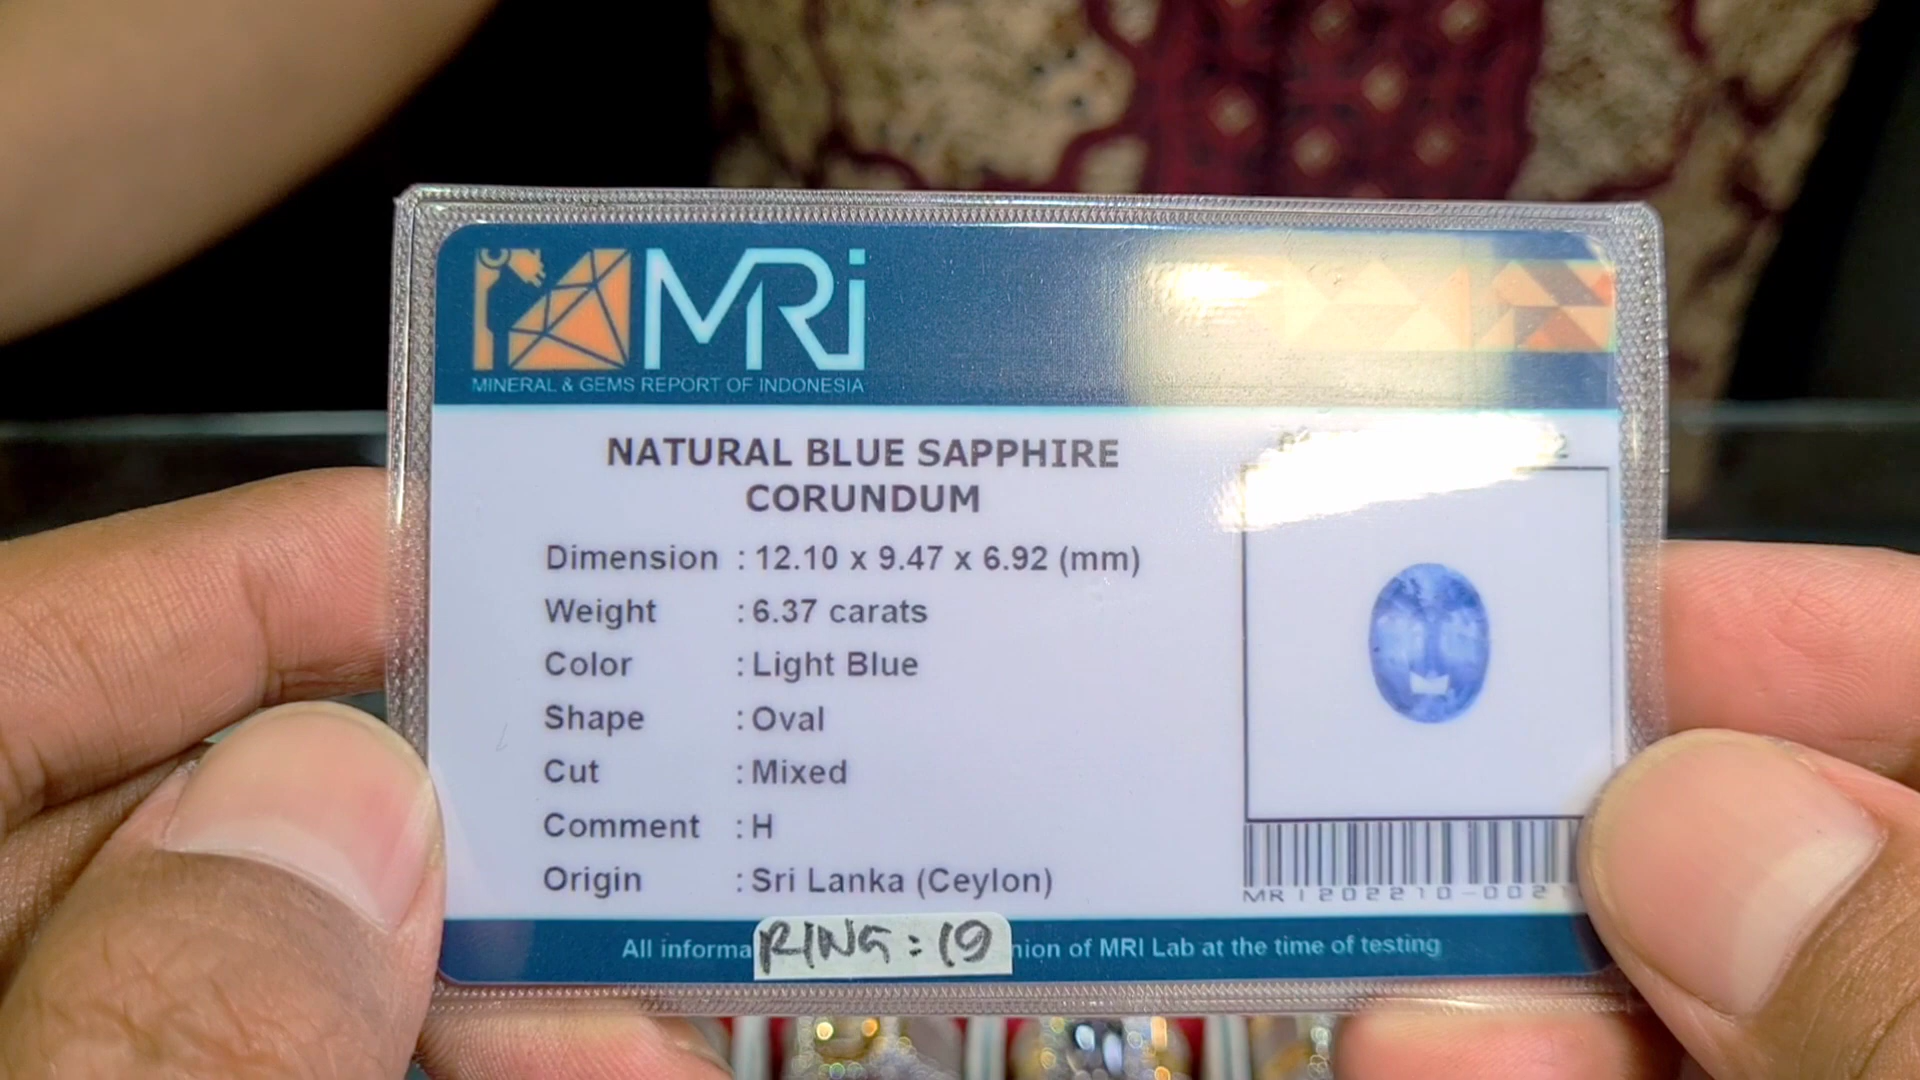 MRi
MINERAL & GEMS REPORT OF INDONESIA
NATURAL BLUE SAPPHIRE
CORUNDUM
Dimension : 12.10 x 9.47 x 6.92 (mm)
Weight : 6.37 carats
Color : Light Blue
Shape : Oval
Cut : Mixed
Comment : H
Origin : Sri Lanka (Ceylon)
MRI202210-002
All informa
RING : 19
nion of MRI Lab at the time of testing